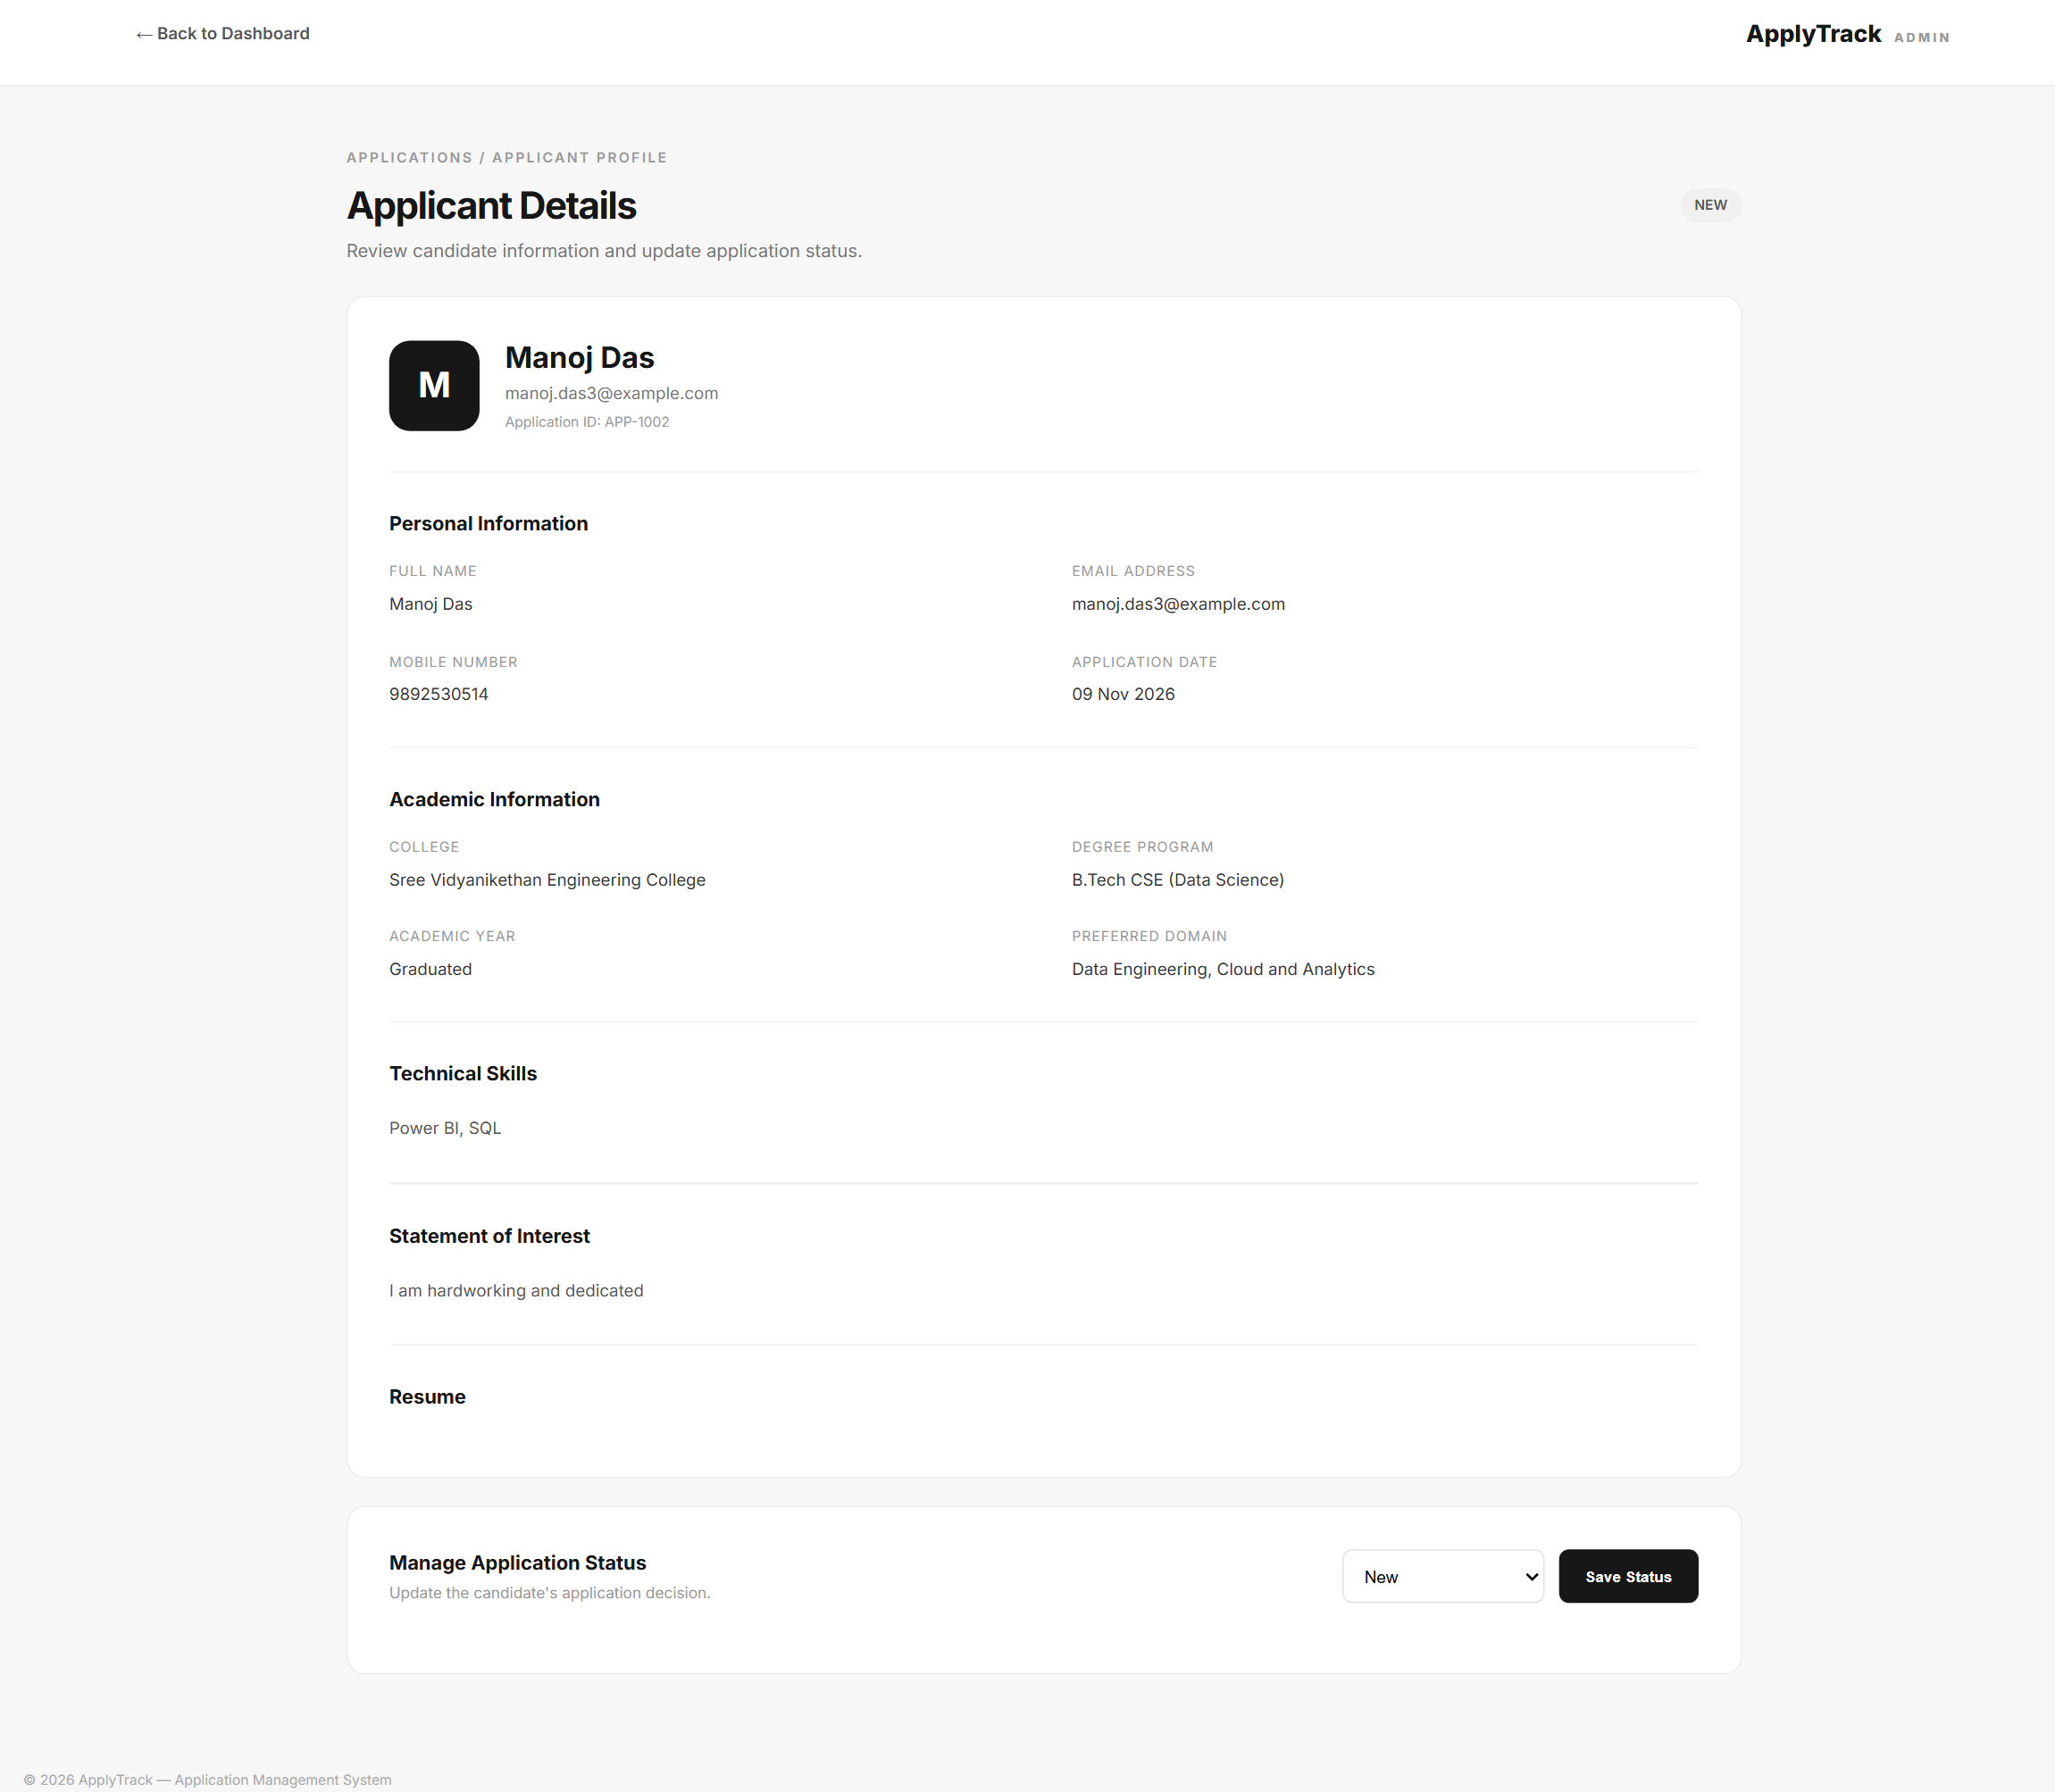 ← Back to Dashboard
ApplyTrack ADMIN
APPLICATIONS / APPLICANT PROFILE
Applicant Details
NEW
Review candidate information and update application status.
M
Manoj Das
manoj.das3@example.com
Application ID: APP-1002
Personal Information
FULL NAME
Manoj Das
EMAIL ADDRESS
manoj.das3@example.com
MOBILE NUMBER
9892530514
APPLICATION DATE
09 Nov 2026
Academic Information
COLLEGE
Sree Vidyanikethan Engineering College
DEGREE PROGRAM
B.Tech CSE (Data Science)
ACADEMIC YEAR
Graduated
PREFERRED DOMAIN
Data Engineering, Cloud and Analytics
Technical Skills
Power BI, SQL
Statement of Interest
I am hardworking and dedicated
Resume
Manage Application Status
Update the candidate's application decision.
New
Save Status
© 2026 ApplyTrack — Application Management System